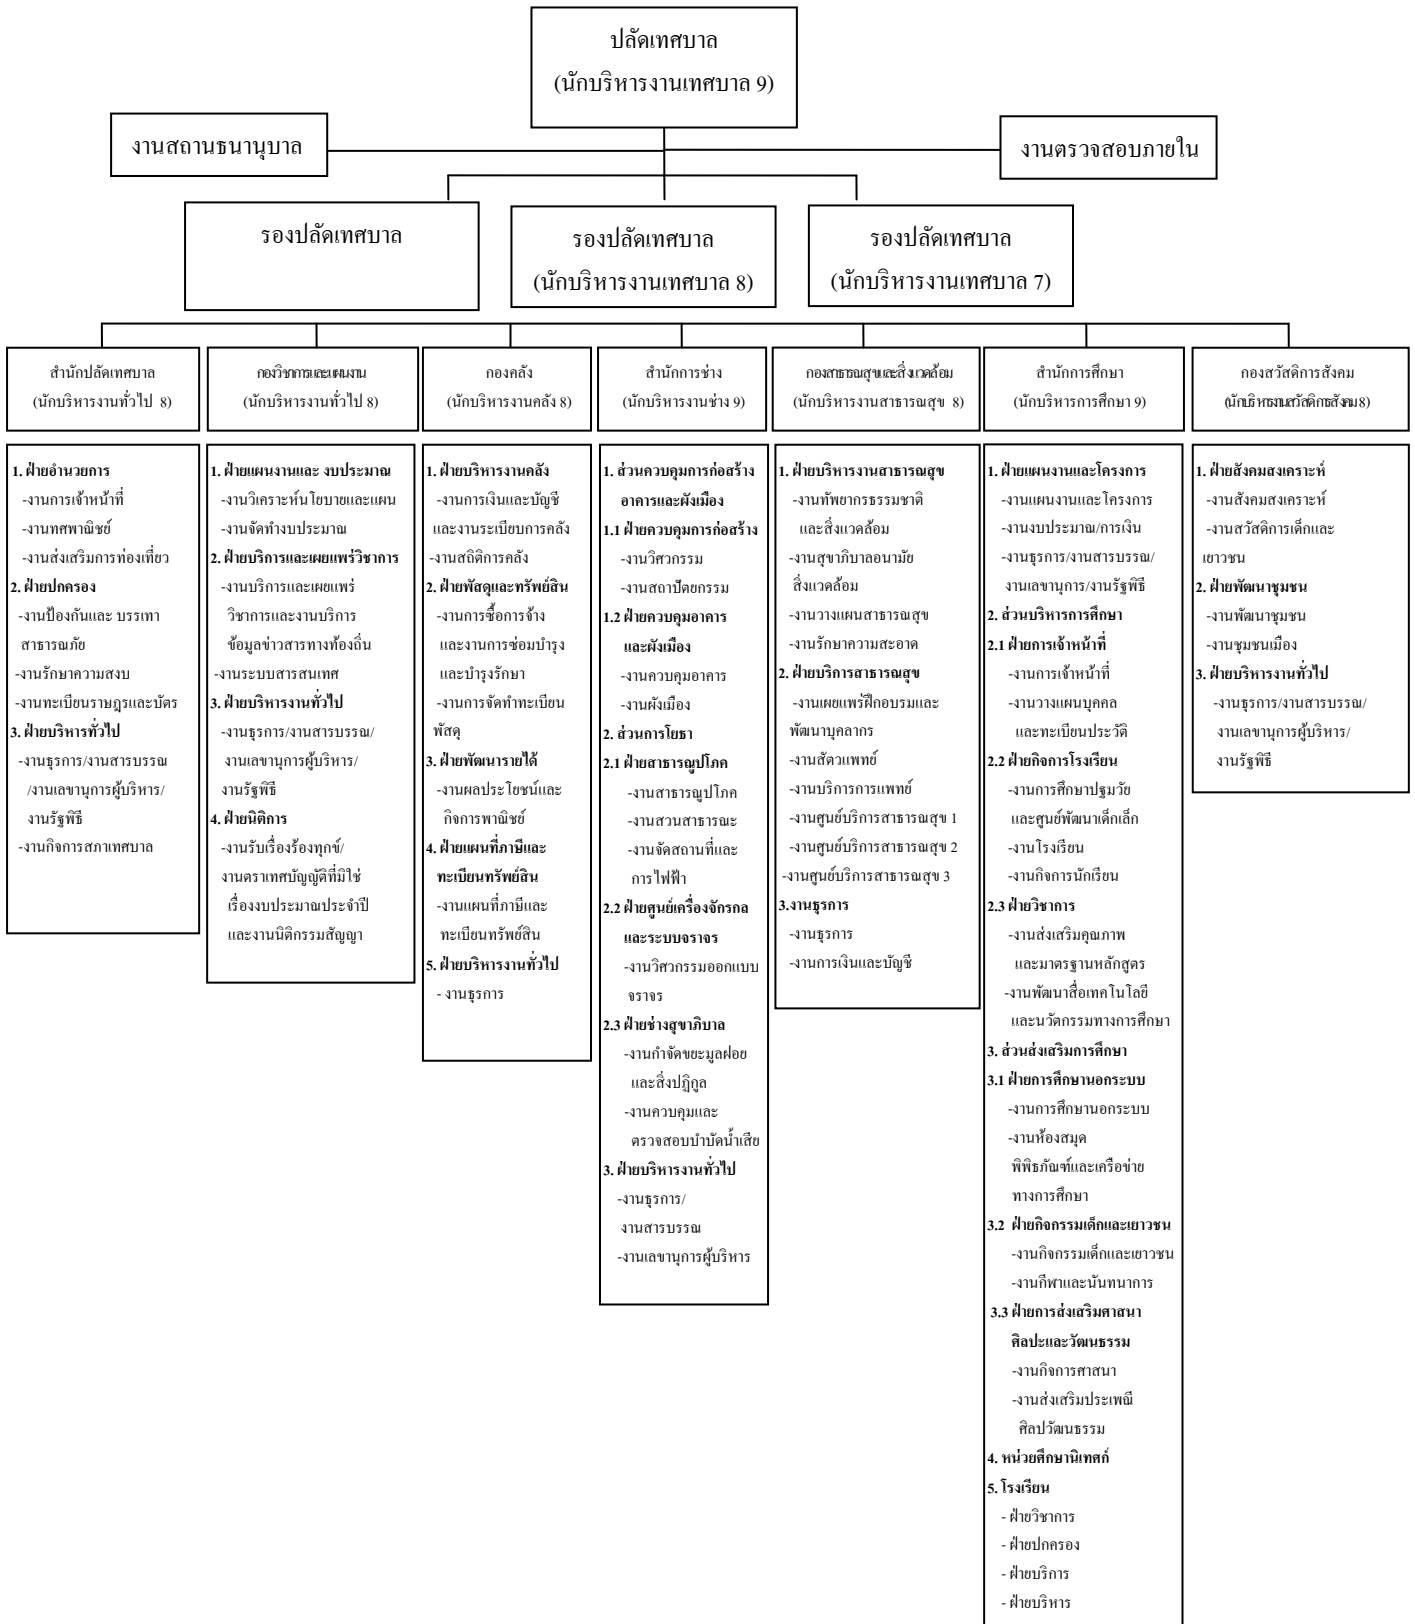 ปลัดเทศบาล
(นักบริหารงานเทศบาล 9)
งานสถานธนานุบาล
งานตรวจสอบภายใน
รองปลัดเทศบาล
รองปลัดเทศบาล
(นักบริหารงานเทศบาล 8)
รองปลัดเทศบาล
(นักบริหารงานเทศบาล 7)
สำนักปลัดเทศบาล
(นักบริหารงานทั่วไป 8)
กองวิชาการและแผนงาน
(นักบริหารงานทั่วไป 8)
กองคลัง
(นักบริหารงานคลัง 8)
สำนักการช่าง
(นักบริหารงานช่าง 9)
กองสาธารณสุขและสิ่งแวดล้อม
(นักบริหารงานสาธารณสุข 8)
สำนักการศึกษา
(นักบริหารการศึกษา 9)
กองสวัสดิการสังคม
(นักบริหารงานสวัสดิการสังคม8)
1. ฝ่ายอำนวยการ
-งานการเจ้าหน้าที่
-งานทศพาณิชย์
-งานส่งเสริมการท่องเที่ยว
2. ฝ่ายปกครอง
-งานป้องกันและ บรรเทา
สาธารณภัย
-งานรักษาความสงบ
-งานทะเบียนราษฎรและบัตร
3. ฝ่ายบริหารทั่วไป
-งานธุรการ/งานสารบรรณ
/งานเลขานุการผู้บริหาร/
งานรัฐพิธี
-งานกิจการสภาเทศบาล
1. ฝ่ายแผนงานและ งบประมาณ
-งานวิเคราะห์นโยบายและแผน
-งานจัดทำงบประมาณ
2. ฝ่ายบริการและเผยแพร่วิชาการ
-งานบริการและเผยแพร่
วิชาการและงานบริการ
ข้อมูลข่าวสารทางท้องถิ่น
-งานระบบสารสนเทศ
3. ฝ่ายบริหารงานทั่วไป
-งานธุรการ/งานสารบรรณ/
งานเลขานุการผู้บริหาร/
งานรัฐพิธี
4. ฝ่ายนิติการ
-งานรับเรื่องร้องทุกข์/
งานตราเทศบัญญัติที่มิใช่
เรื่องงบประมาณประจำปี
และงานนิติกรรมสัญญา
1. ฝ่ายบริหารงานคลัง
-งานการเงินและบัญชี
และงานระเบียบการคลัง
-งานสถิติการคลัง
2. ฝ่ายพัสดุและทรัพย์สิน
-งานการซื้อการจ้าง
และงานการซ่อมบำรุง
และบำรุงรักษา
-งานการจัดทำทะเบียน
พัสดุ
3. ฝ่ายพัฒนารายได้
-งานผลประโยชน์และ
กิจการพาณิชย์
4. ฝ่ายแผนที่ภาษีและ
ทะเบียนทรัพย์สิน
-งานแผนที่ภาษีและ
ทะเบียนทรัพย์สิน
5. ฝ่ายบริหารงานทั่วไป
- งานธุรการ
1. ส่วนควบคุมการก่อสร้าง
อาคารและผังเมือง
1.1 ฝ่ายควบคุมการก่อสร้าง
-งานวิศวกรรม
-งานสถาปัตยกรรม
1.2 ฝ่ายควบคุมอาคาร
และผังเมือง
-งานควบคุมอาคาร
-งานผังเมือง
2. ส่วนการโยธา
2.1 ฝ่ายสาธารณูปโภค
-งานสาธารณูปโภค
-งานสวนสาธารณะ
-งานจัดสถานที่และ
การไฟฟ้า
2.2 ฝ่ายศูนย์เครื่องจักรกล
และระบบจราจร
-งานวิศวกรรมออกแบบ
จราจร
2.3 ฝ่ายช่างสุขาภิบาล
-งานกำจัดขยะมูลฝอย
และสิ่งปฏิกูล
-งานควบคุมและ
ตรวจสอบบำบัดน้ำเสีย
3. ฝ่ายบริหารงานทั่วไป
-งานธุรการ/
งานสารบรรณ
-งานเลขานุการผู้บริหาร
1. ฝ่ายบริหารงานสาธารณสุข
-งานทัพยากรธรรมชาติ
และสิ่งแวดล้อม
-งานสุขาภิบาลอนามัย
สิ่งแวดล้อม
-งานวางแผนสาธารณสุข
-งานรักษาความสะอาด
2. ฝ่ายบริการสาธารณสุข
-งานเผยแพร่ฝึกอบรมและ
พัฒนาบุคลากร
-งานสัตวแพทย์
-งานบริการการแพทย์
-งานศูนย์บริการสาธารณสุข 1
-งานศูนย์บริการสาธารณสุข 2
-งานศูนย์บริการสาธารณสุข 3
3.งานธุรการ
-งานธุรการ
-งานการเงินและบัญชี
1. ฝ่ายแผนงานและโครงการ
-งานแผนงานและโครงการ
-งานงบประมาณ/การเงิน
-งานธุรการ/งานสารบรรณ/
งานเลขานุการ/งานรัฐพิธี
2. ส่วนบริหารการศึกษา
2.1 ฝ่ายการเจ้าหน้าที่
-งานการเจ้าหน้าที่
-งานวางแผนบุคคล
และทะเบียนประวัติ
2.2 ฝ่ายกิจการโรงเรียน
-งานการศึกษาปฐมวัย
และศูนย์พัฒนาเด็กเล็ก
-งานโรงเรียน
-งานกิจการนักเรียน
2.3 ฝ่ายวิชาการ
-งานส่งเสริมคุณภาพ
และมาตรฐานหลักสูตร
-งานพัฒนาสื่อเทคโนโลยี
และนวัตกรรมทางการศึกษา
3. ส่วนส่งเสริมการศึกษา
3.1 ฝ่ายการศึกษานอกระบบ
-งานการศึกษานอกระบบ
-งานห้องสมุด
พิพิธภัณฑ์และเครือข่าย
ทางการศึกษา
3.2 ฝ่ายกิจกรรมเด็กและเยาวชน
-งานกิจกรรมเด็กและเยาวชน
-งานกีฬาและนันทนาการ
3.3 ฝ่ายการส่งเสริมศาสนา
ศิลปะและวัฒนธรรม
-งานกิจการศาสนา
-งานส่งเสริมประเพณี
ศิลปวัฒนธรรม
4. หน่วยศึกษานิเทศก์
5. โรงเรียน
- ฝ่ายวิชาการ
- ฝ่ายปกครอง
- ฝ่ายบริการ
- ฝ่ายบริหาร
1. ฝ่ายสังคมสงเคราะห์
-งานสังคมสงเคราะห์
-งานสวัสดิการเด็กและ
เยาวชน
2. ฝ่ายพัฒนาชุมชน
-งานพัฒนาชุมชน
-งานชุมชนเมือง
3. ฝ่ายบริหารงานทั่วไป
-งานธุรการ/งานสารบรรณ/
งานเลขานุการผู้บริหาร/
งานรัฐพิธี